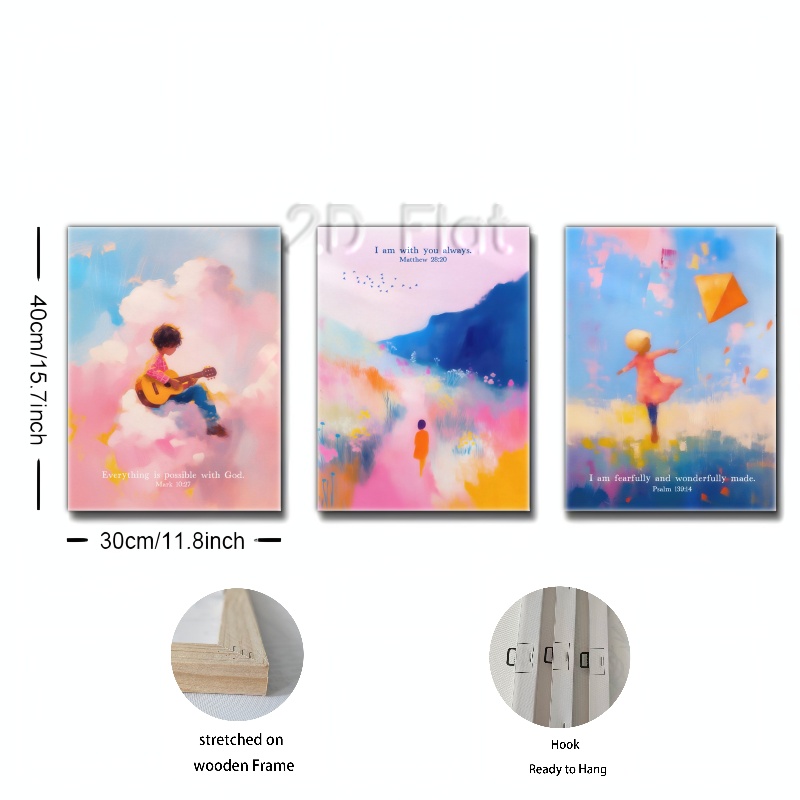 2D Flat
I am with you always.
Matthew 28:20
40cm/15.7inch
Everything is possible with God.
Mark 10:27
I am fearfully and wonderfully made.
Psalm 139:14
30cm/11.8inch
stretched on
wooden Frame
Hook
Ready to Hang